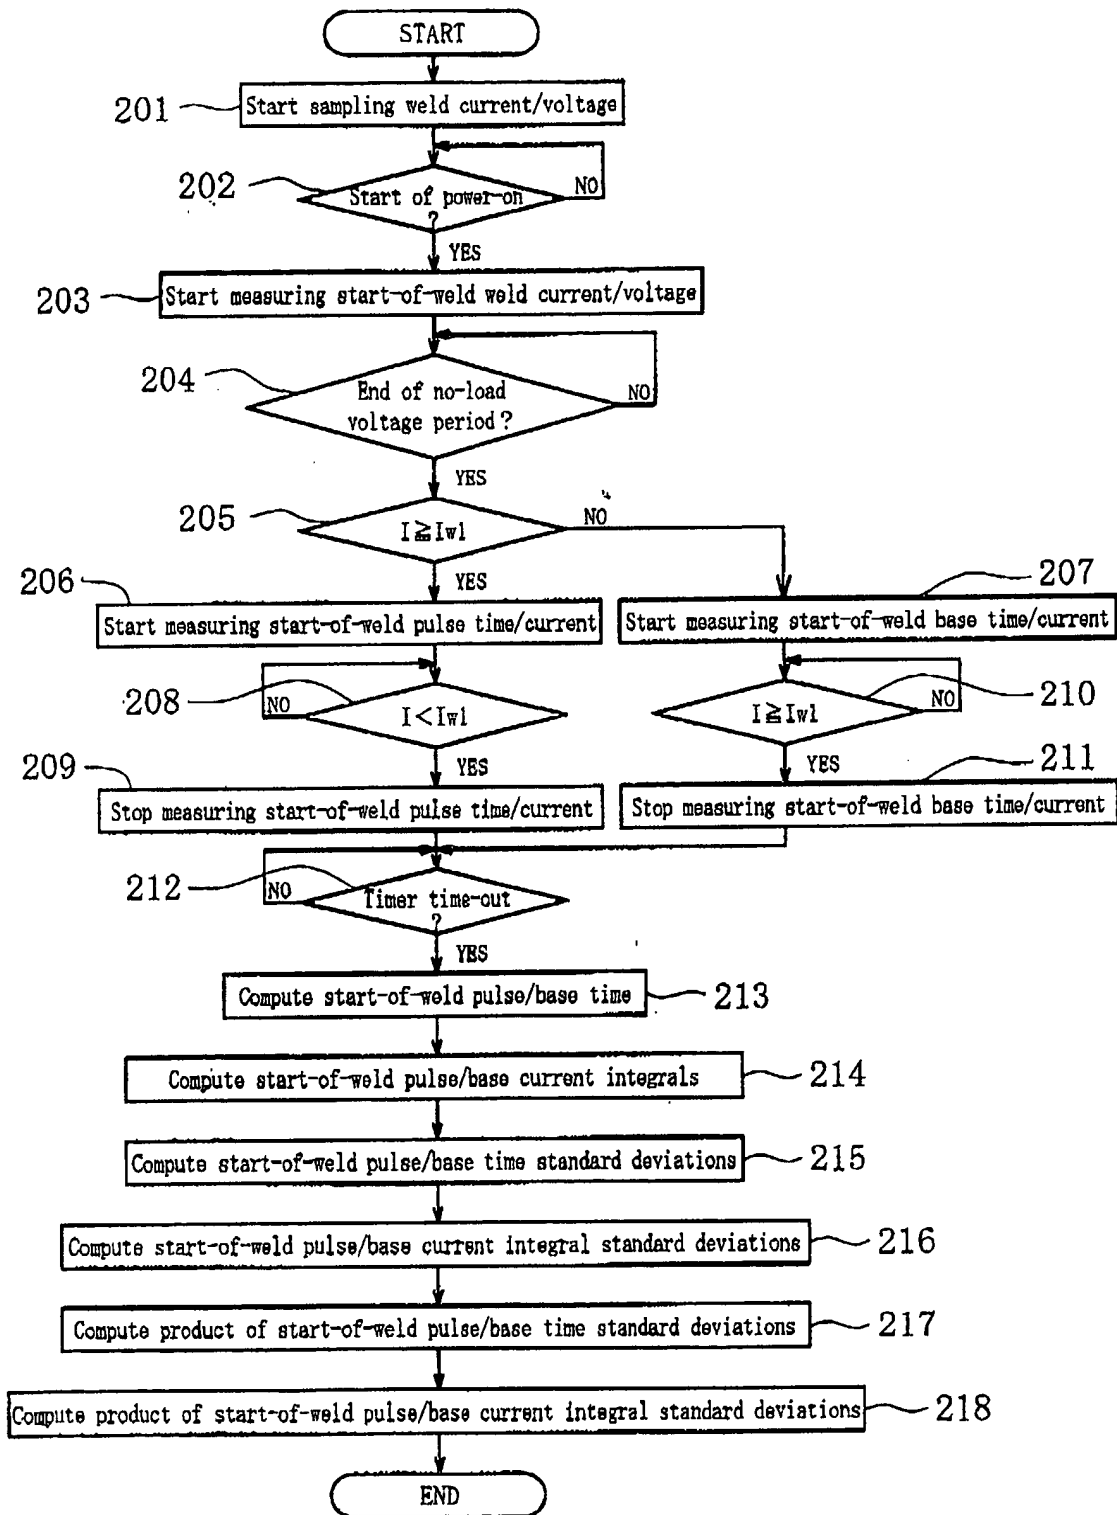 START
201
Start sampling weld current/voltage
202
Start of power-on
?
NO
YES
203
Start measuring start-of-weld weld current/voltage
204
End of no-load
voltage period?
NO
YES
205
I≧Iwl
NO
YES
206
207
Start measuring start-of-weld pulse time/current
Start measuring start-of-weld base time/current
208
NO
I<Iwl
I≧Iwl
NO
210
YES
YES
209
211
Stop measuring start-of-weld pulse time/current
Stop measuring start-of-weld base time/current
212
NO
Timer time-out
?
YES
Compute start-of-weld pulse/base time
213
Compute start-of-weld pulse/base current integrals
214
Compute start-of-weld pulse/base time standard deviations
215
Compute start-of-weld pulse/base current integral standard deviations
216
Compute product of start-of-weld pulse/base time standard deviations
217
Compute product of start-of-weld pulse/base current integral standard deviations
218
END